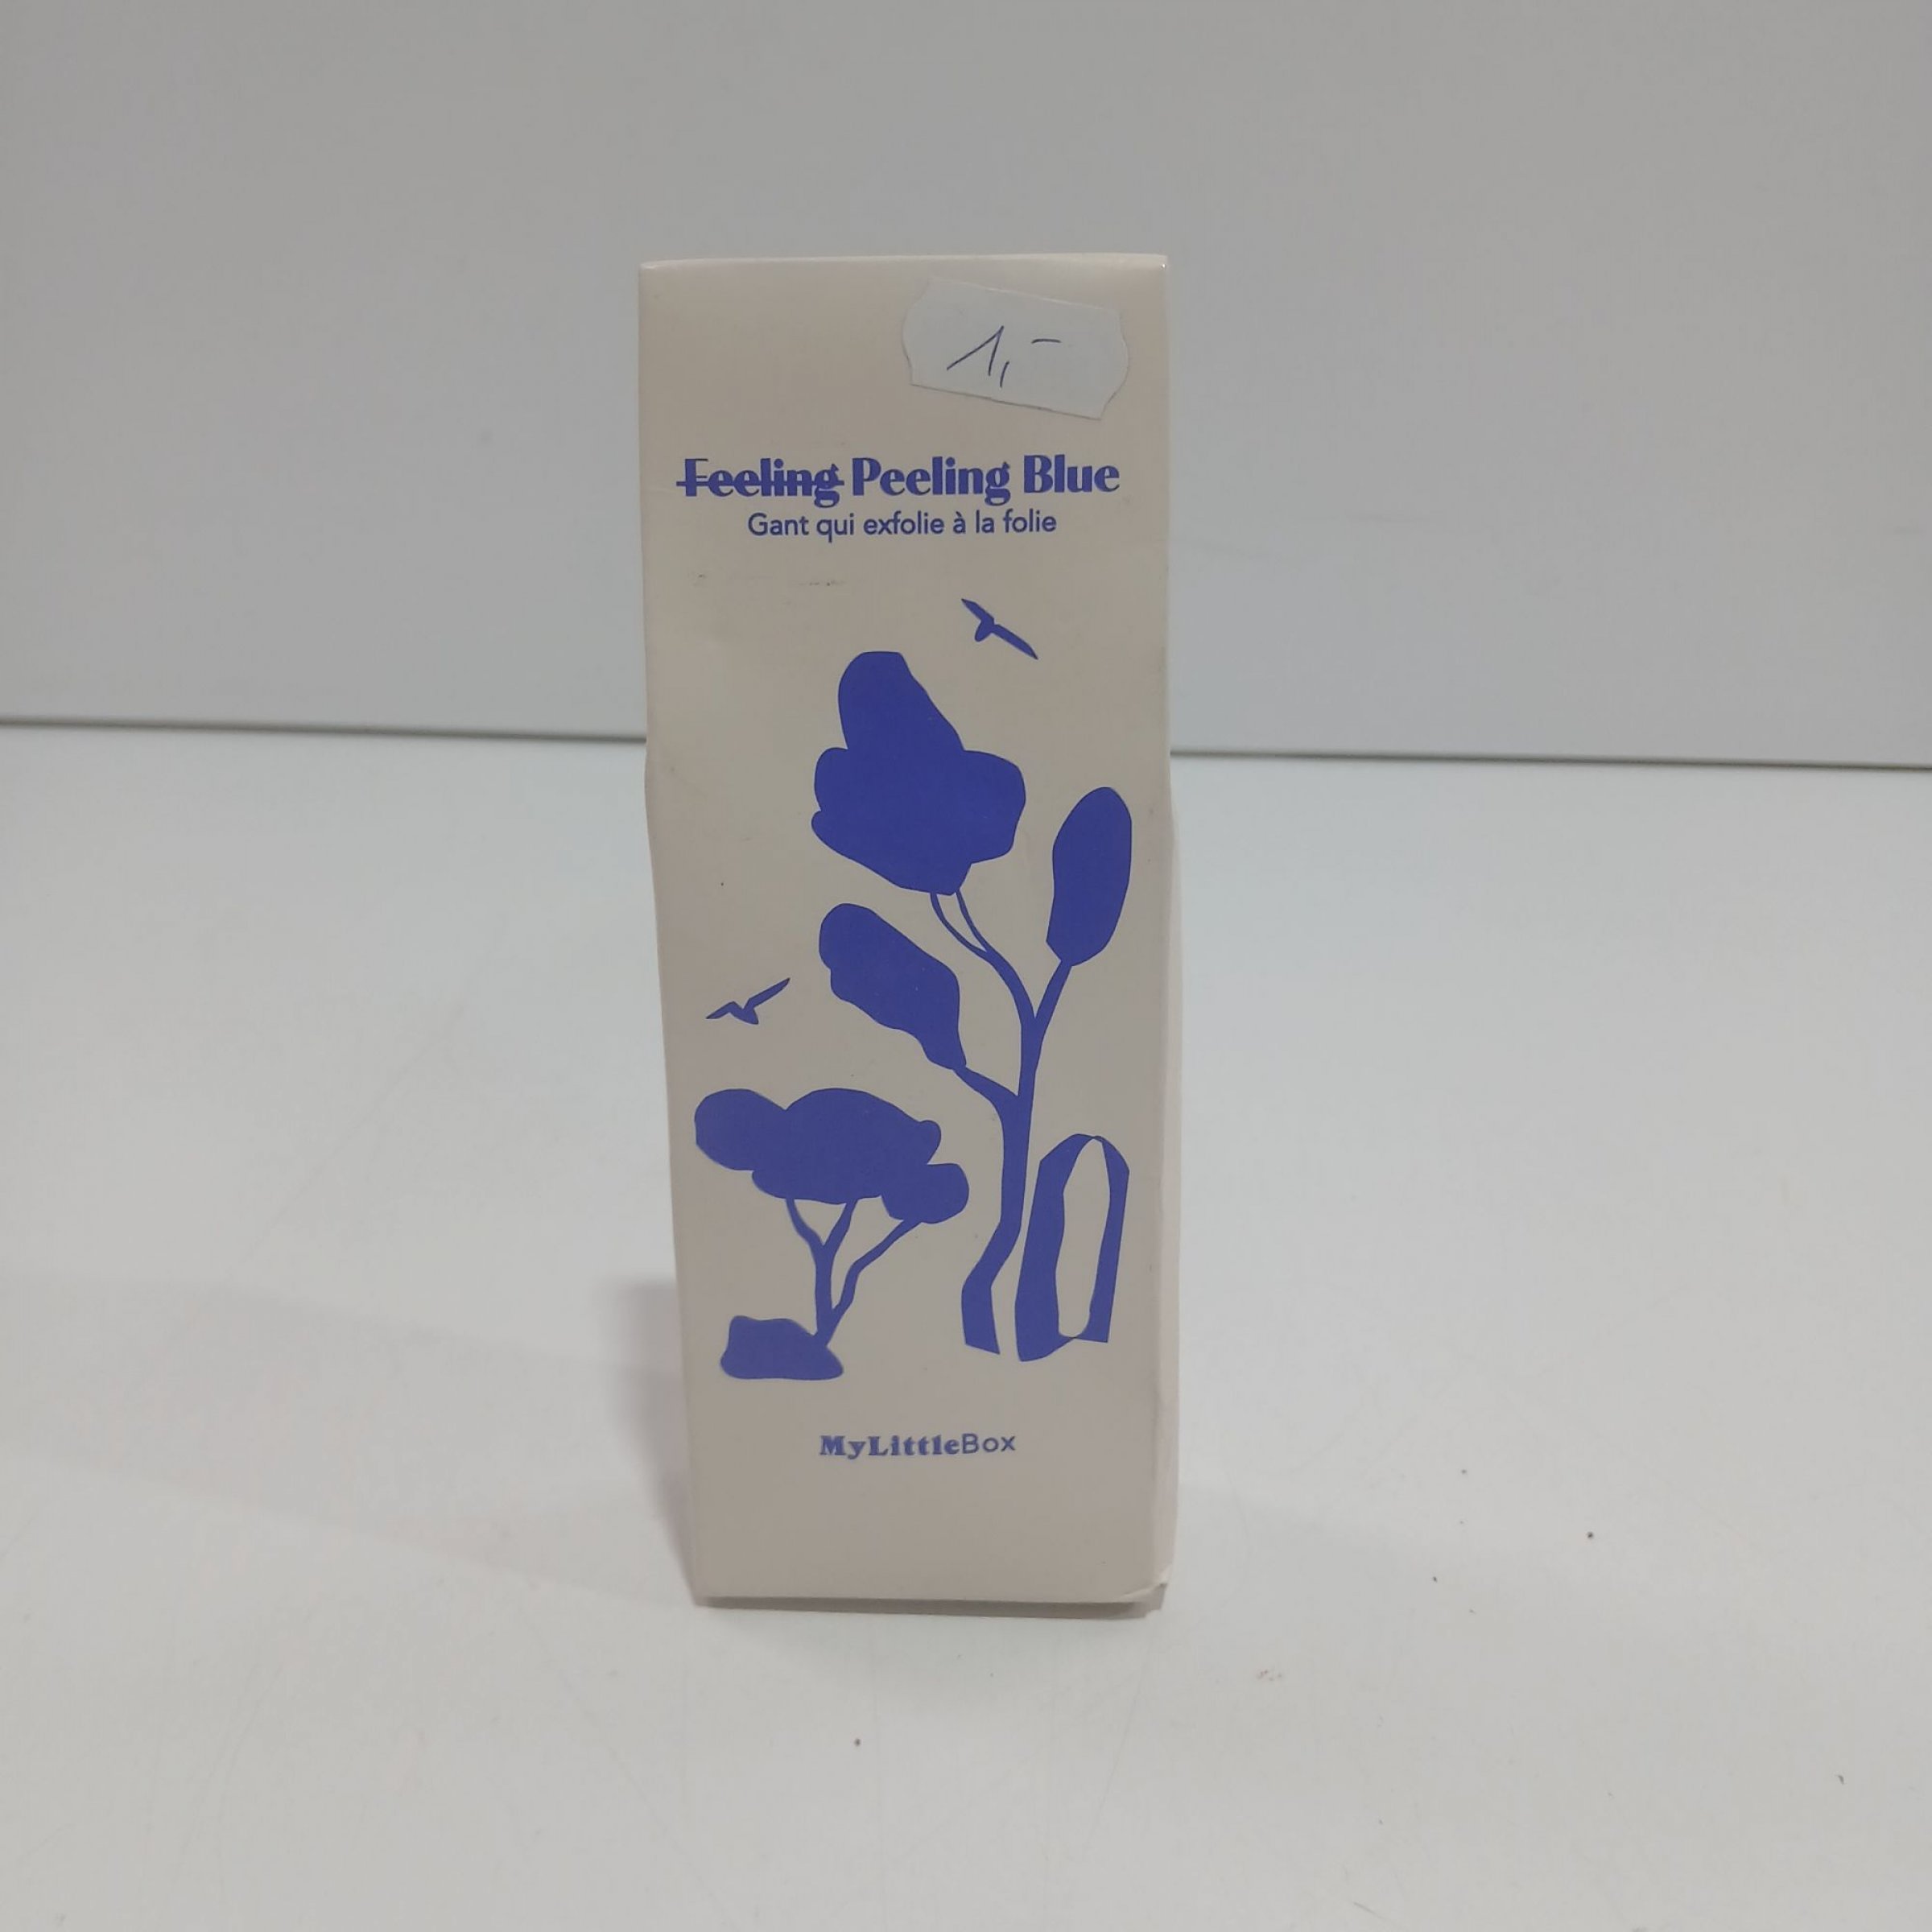 1,-
Feeling Peeling Blue
Gant qui exfolie à la folie
MyLittleBox